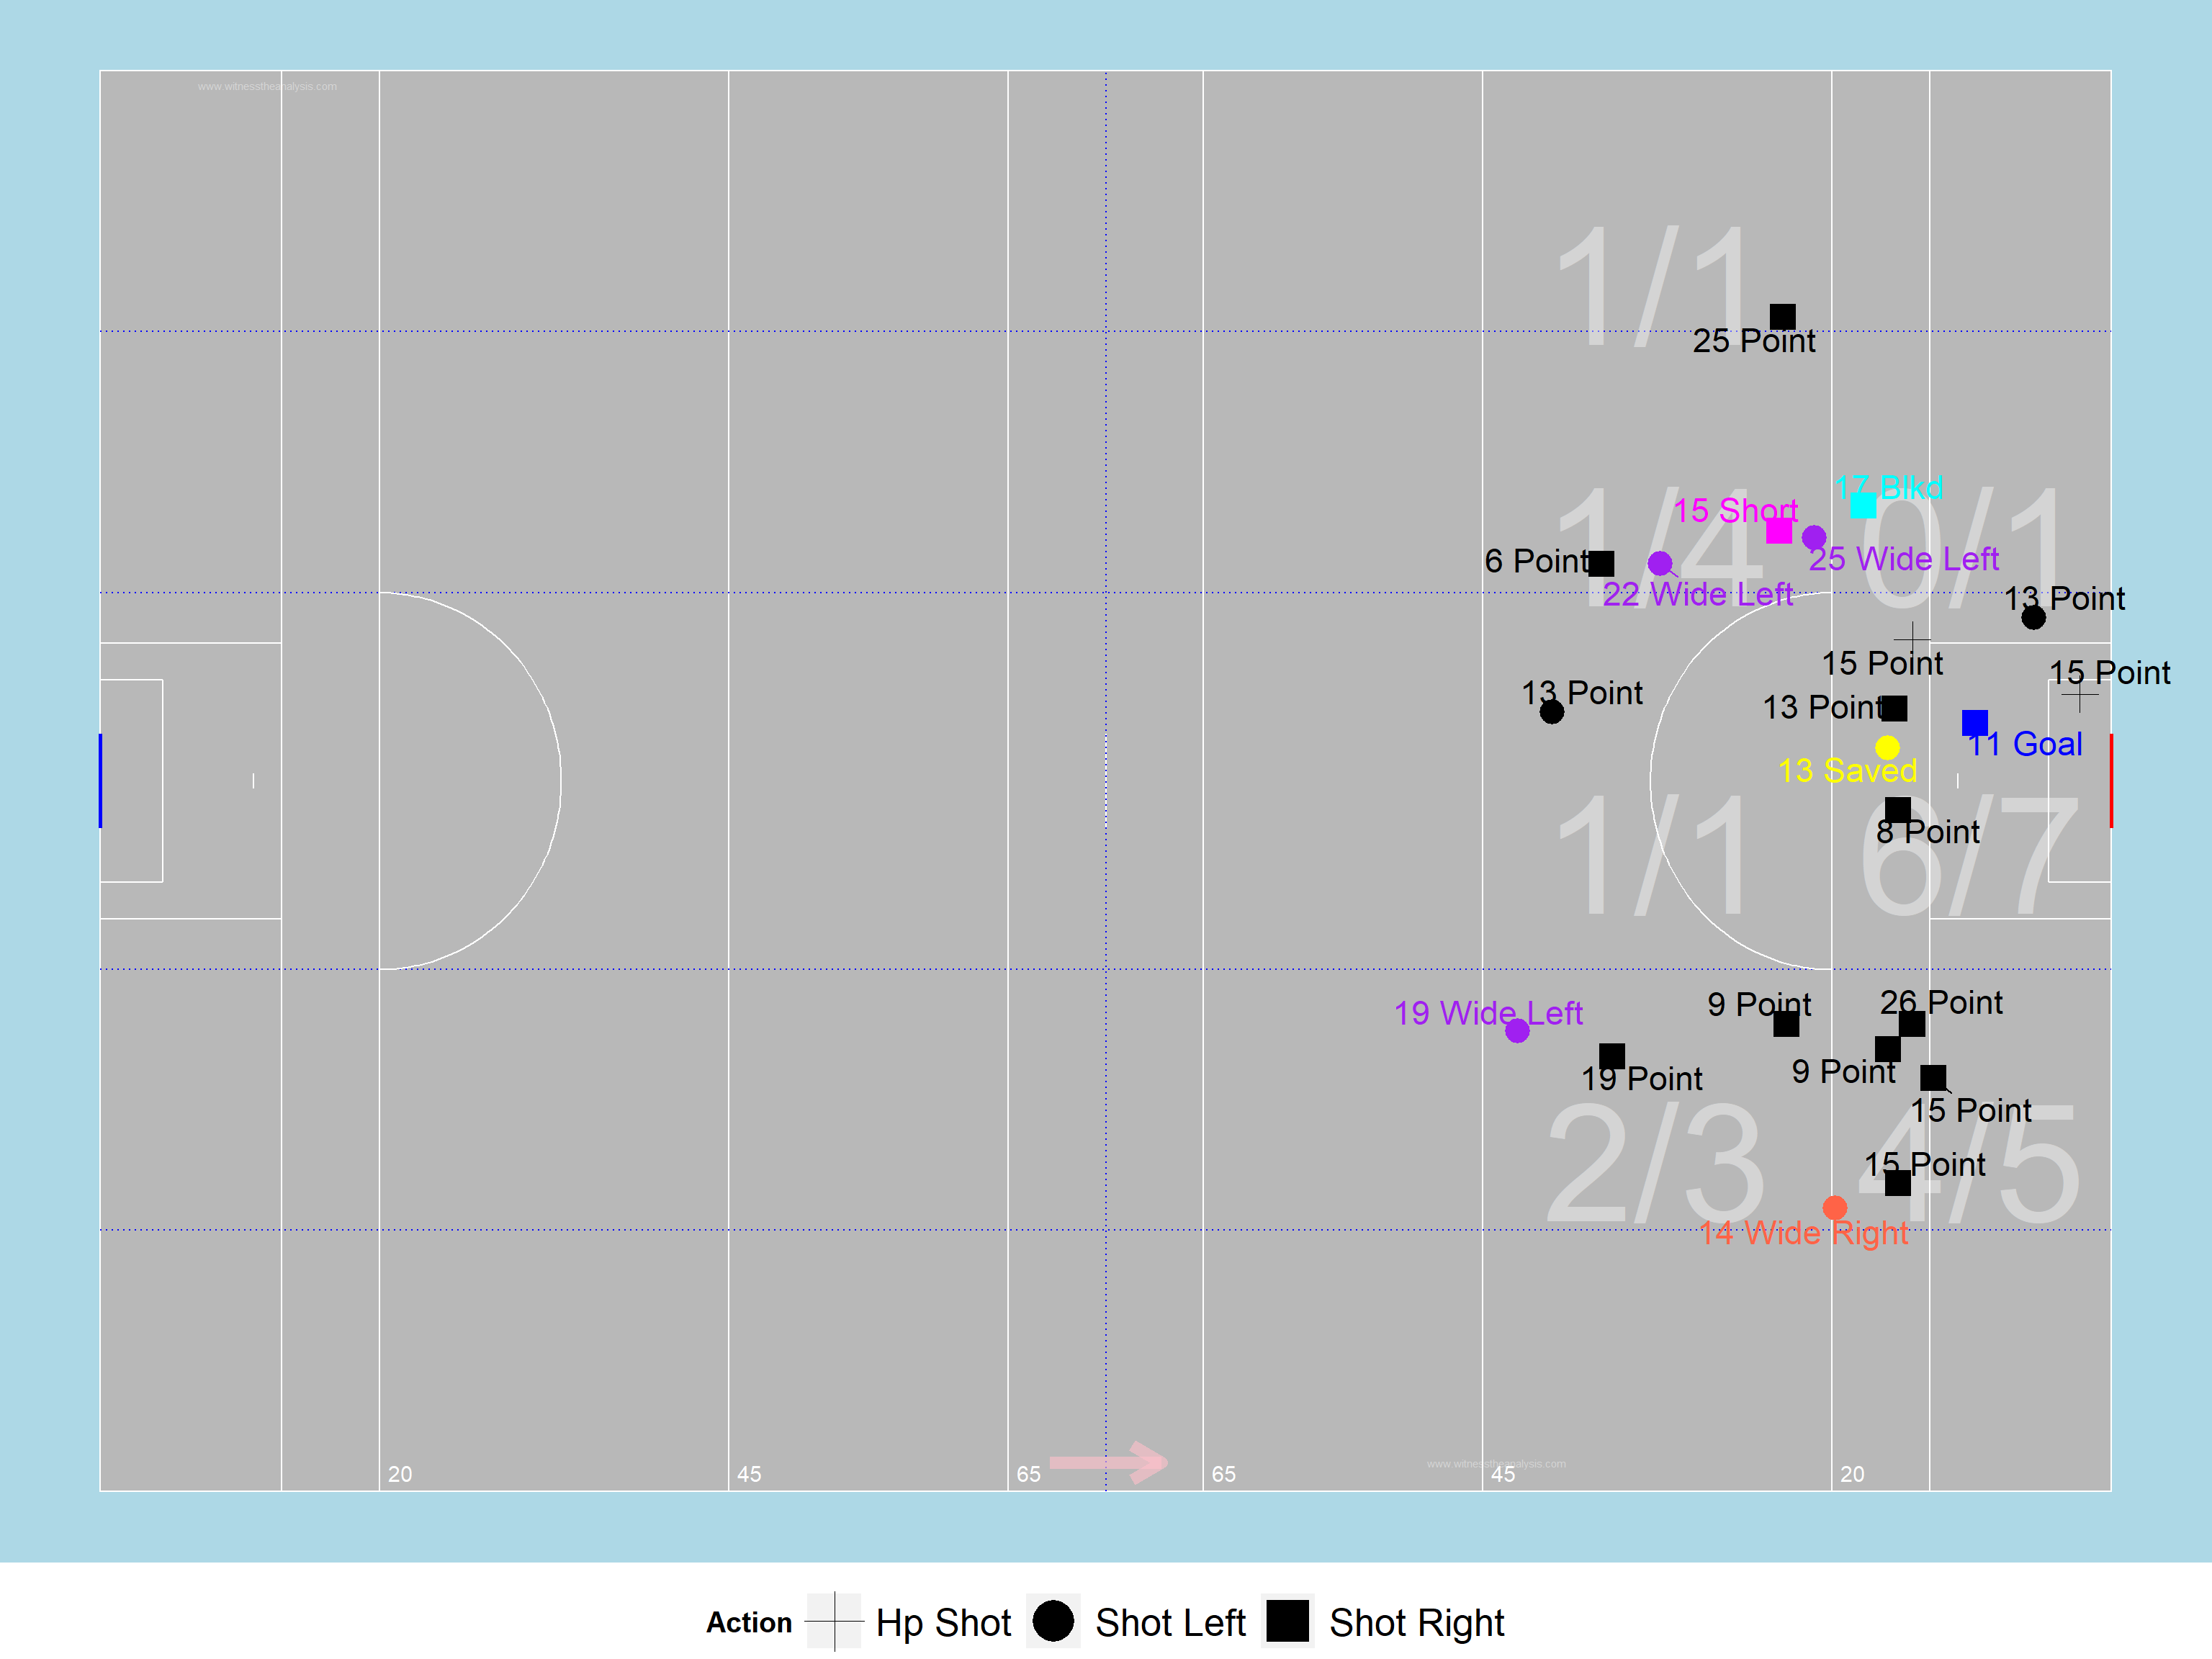 www.witnesstheanalysis.com
1/1
25 Point
17 Blkd
15 Short
1/4
0/1
25 Wide Left
6 Point
22 Wide Left
13 Point
15 Point
15 Point
13 Point
13 Point
11 Goal
13 Saved
8 Point
1/1
6/7
26 Point
9 Point
19 Wide Left
9 Point
19 Point
15 Point
2/3
4/5
15 Point
14 Wide Right
www.witnesstheanalysis.com
20
45
65
65
45
20
Action Hp Shot Shot Left Shot Right